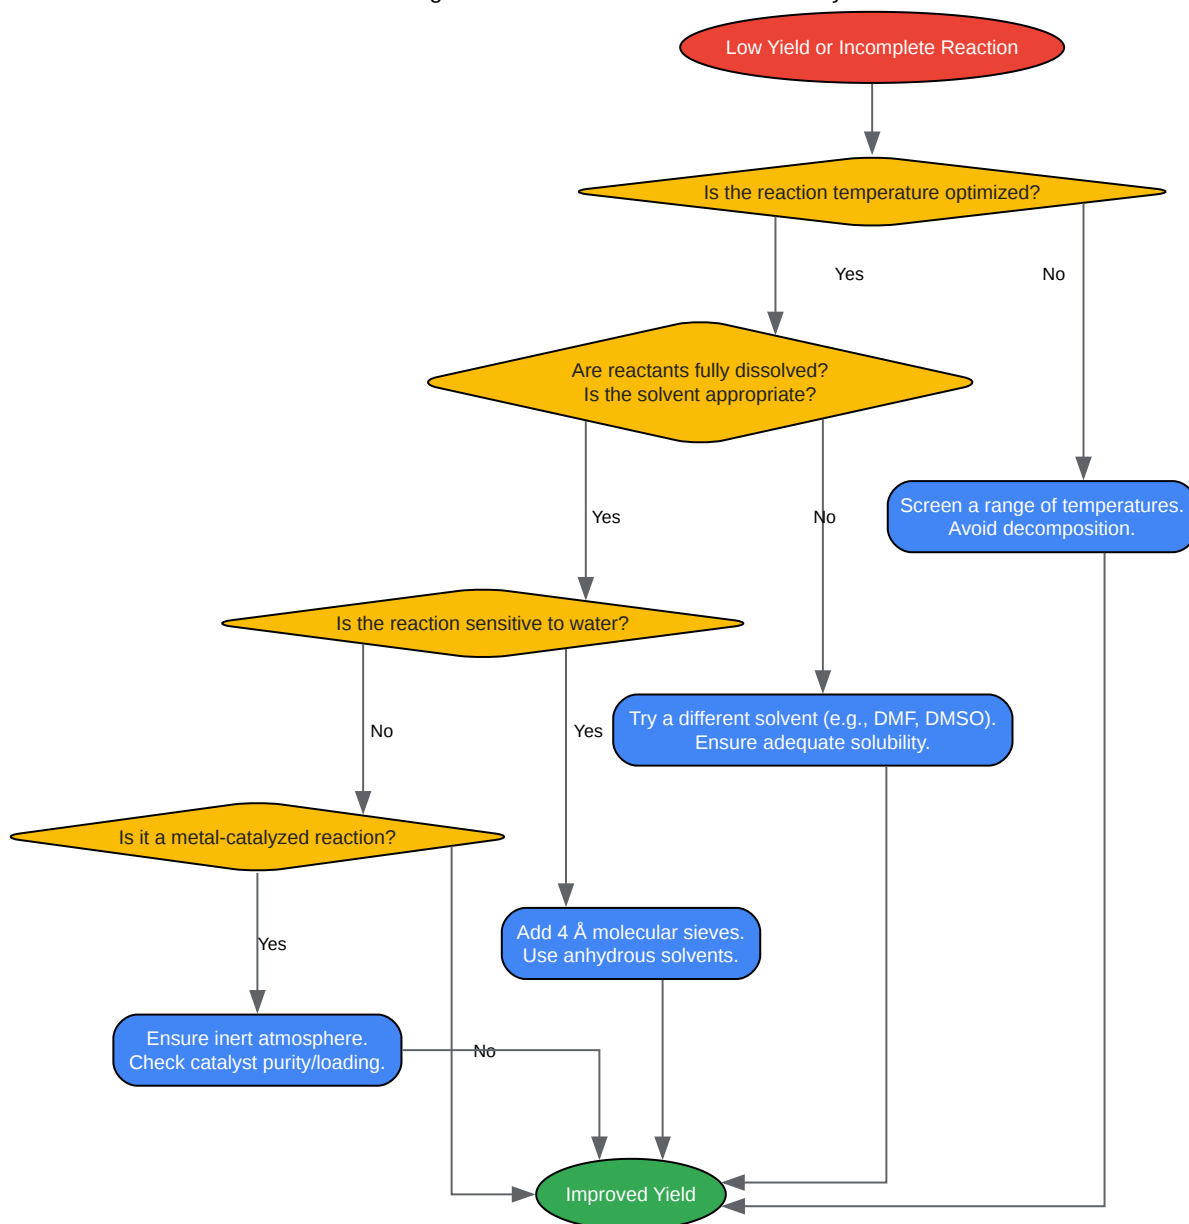 Low Yield or Incomplete Reaction
Is the reaction temperature optimized?
Yes
No
Are reactants fully dissolved?
Is the solvent appropriate?
Screen a range of temperatures.
Avoid decomposition.
Yes
No
Is the reaction sensitive to water?
Try a different solvent (e.g., DMF, DMSO).
Ensure adequate solubility.
No
Yes
Is it a metal-catalyzed reaction?
Add 4 Å molecular sieves.
Use anhydrous solvents.
Yes
Ensure inert atmosphere.
Check catalyst purity/loading.
No
Improved Yield